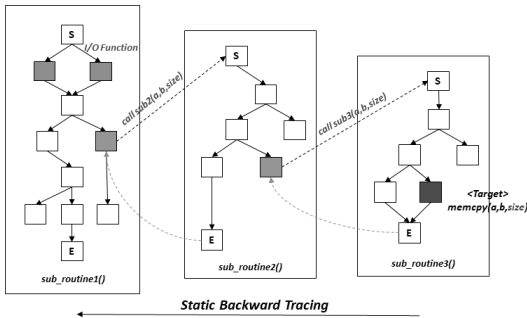 S
I/O Function
call sub2(a,b,size)
E
sub_routine1()
S
call sub3(a,b,size)
E
sub_routine2()
S
<Target>
memcpy(a,b,size)
E
sub_routine3()
Static Backward Tracing